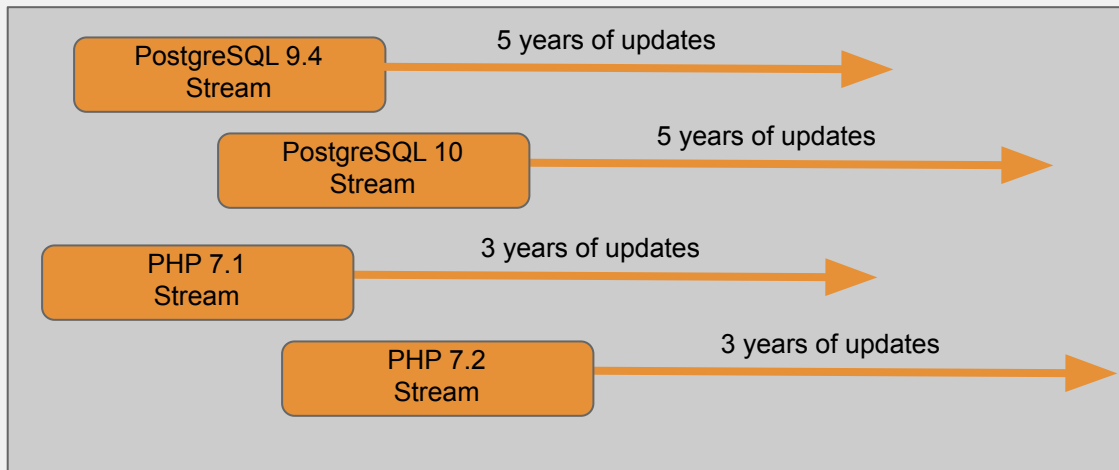 PostgreSQL 9.4
Stream
5 years of updates
PostgreSQL 10
Stream
5 years of updates
PHP 7.1
Stream
3 years of updates
PHP 7.2
Stream
3 years of updates